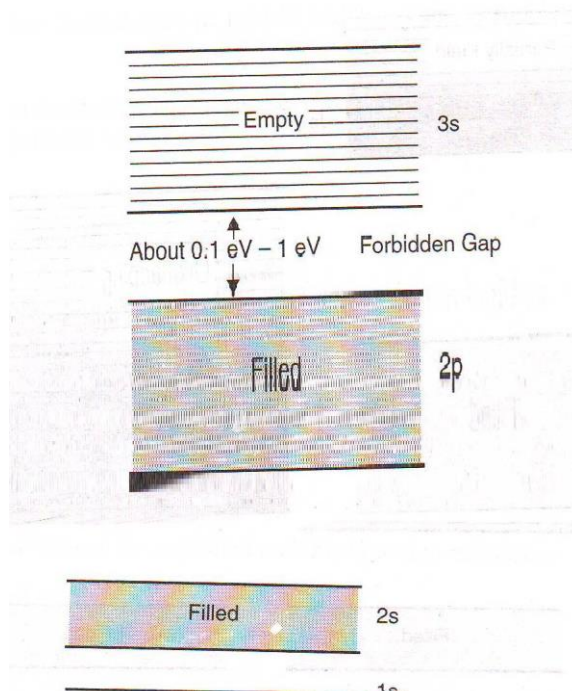 Empty
3s
About 0.1 eV – 1 eV Forbidden Gap
Filled
2p
Filled
2s
1s